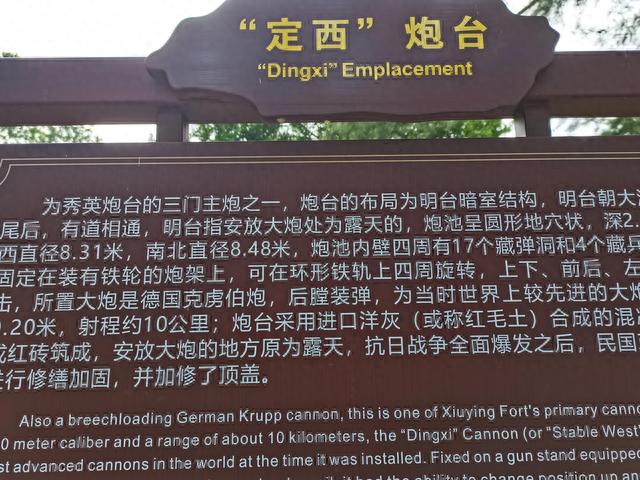 “定西”炮台
“Dingxi” Emplacement
为秀英炮台的三门主炮之一，炮台的布局为明台暗室结构，明台朝大
尾后，有道相通，明台指安放大炮处为露天的，炮池呈圆形地穴状，深2.
西直径8.31米，南北直径8.48米，炮池内壁四周有17个藏弹洞和4个藏兵
固定在装有铁轮的炮架上，可在环形铁轨上四周旋转，上下、前后、左
击，所置大炮是德国克虏伯炮，后膛装弹，为当时世界上较先进的大炮
0.20米，射程约10公里；炮台采用进口洋灰（或称红毛土）合成的混凝
或红砖筑成，安放大炮的地方原为露天，抗日战争全面爆发之后，民国
进行修缮加固，并加修了顶盖。
Also a breechloading German Krupp cannon, this is one of Xiuying Fort's primary canno
0 meter caliber and a range of about 10 kilometers, the “Dingxi” Cannon (or “Stable West”
st advanced cannons in the world at the time it was installed. Fixed on a gun stand equipped
it had the ability to change position up an